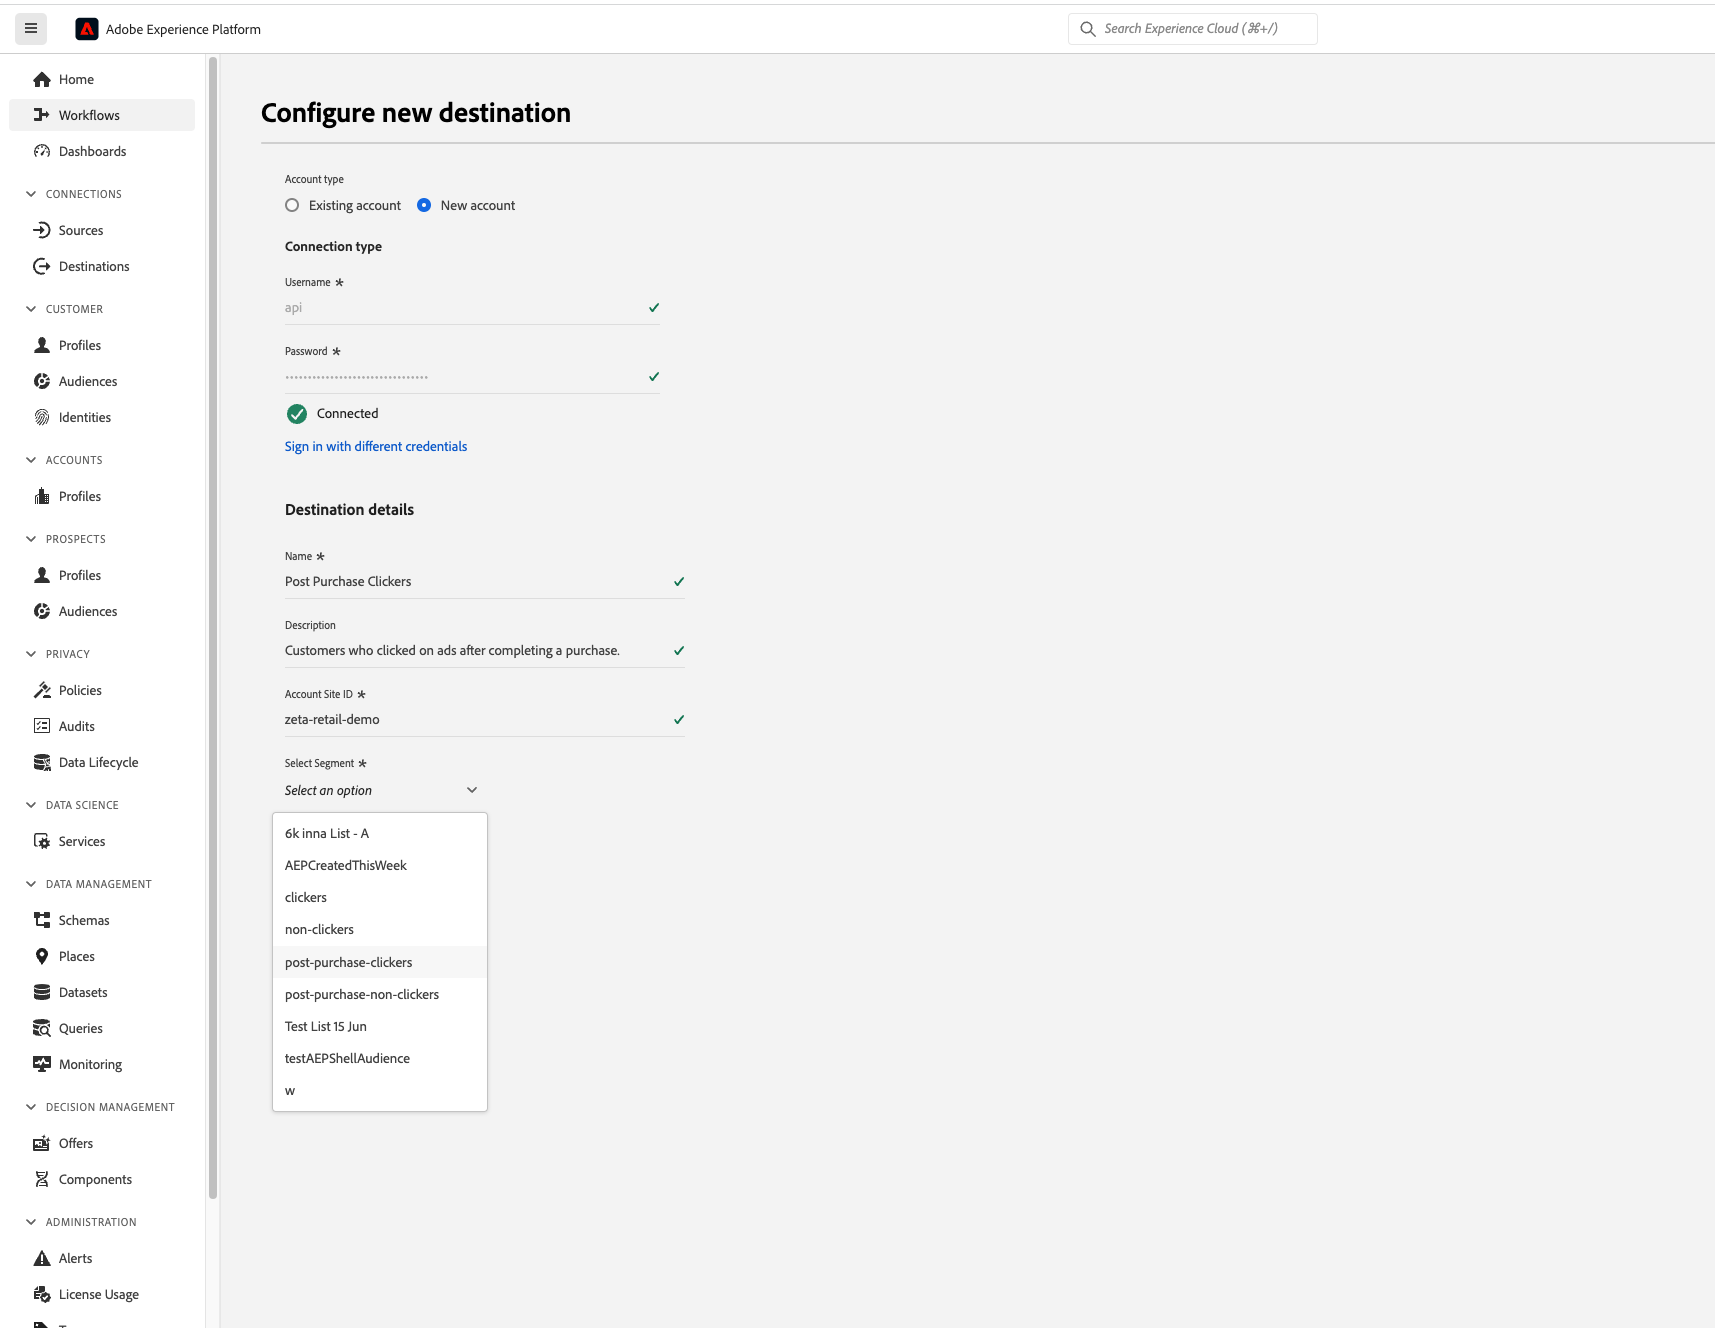 Adobe Experience Platform
Search Experience Cloud (⌘+/)
Home
Workflows
Dashboards
CONNECTIONS
Sources
Destinations
CUSTOMER
Profiles
Audiences
Identities
ACCOUNTS
Profiles
PROSPECTS
Profiles
Audiences
PRIVACY
Policies
Audits
Data Lifecycle
DATA SCIENCE
Services
DATA MANAGEMENT
Schemas
Places
Datasets
Queries
Monitoring
DECISION MANAGEMENT
Offers
Components
ADMINISTRATION
Alerts
License Usage
Configure new destination
Account type
Existing account New account
Connection type
Username *
api
Password *
Connected
Sign in with different credentials
Destination details
Name *
Post Purchase Clickers
Description
Customers who clicked on ads after completing a purchase.
Account Site ID *
zeta-retail-demo
Select Segment *
Select an option
6k inna List - A
AEPCreatedThisWeek
clickers
non-clickers
post-purchase-clickers
post-purchase-non-clickers
Test List 15 Jun
testAEPShellAudience
w